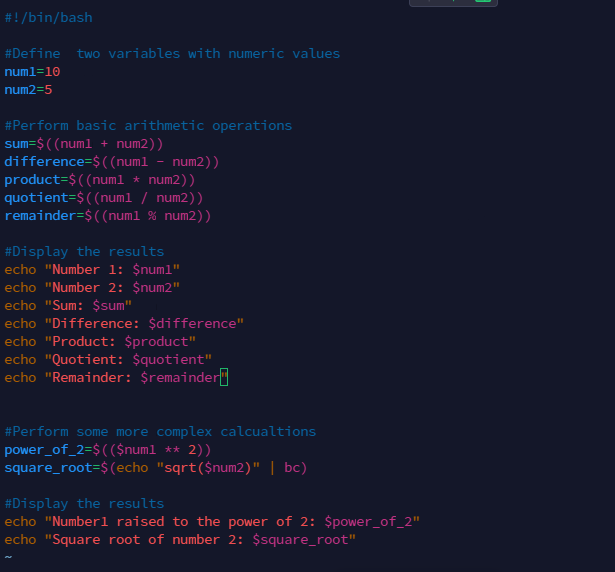 #!/bin/bash

#Define  two variables with numeric values
num1=10
num2=5

#Perform basic arithmetic operations
sum=$((num1 + num2))
difference=$((num1 - num2))
product=$((num1 * num2))
quotient=$((num1 / num2))
remainder=$((num1 % num2))

#Display the results
echo "Number 1: $num1"
echo "Number 2: $num2"
echo "Sum: $sum"
echo "Difference: $difference"
echo "Product: $product"
echo "Quotient: $quotient"
echo "Remainder: $remainder"


#Perform some more complex calcualtions
power_of_2=$(($num1 ** 2))
square_root=$(echo "sqrt($num2)" | bc)

#Display the results
echo "Number1 raised to the power of 2: $power_of_2"
echo "Square root of number 2: $square_root"
~